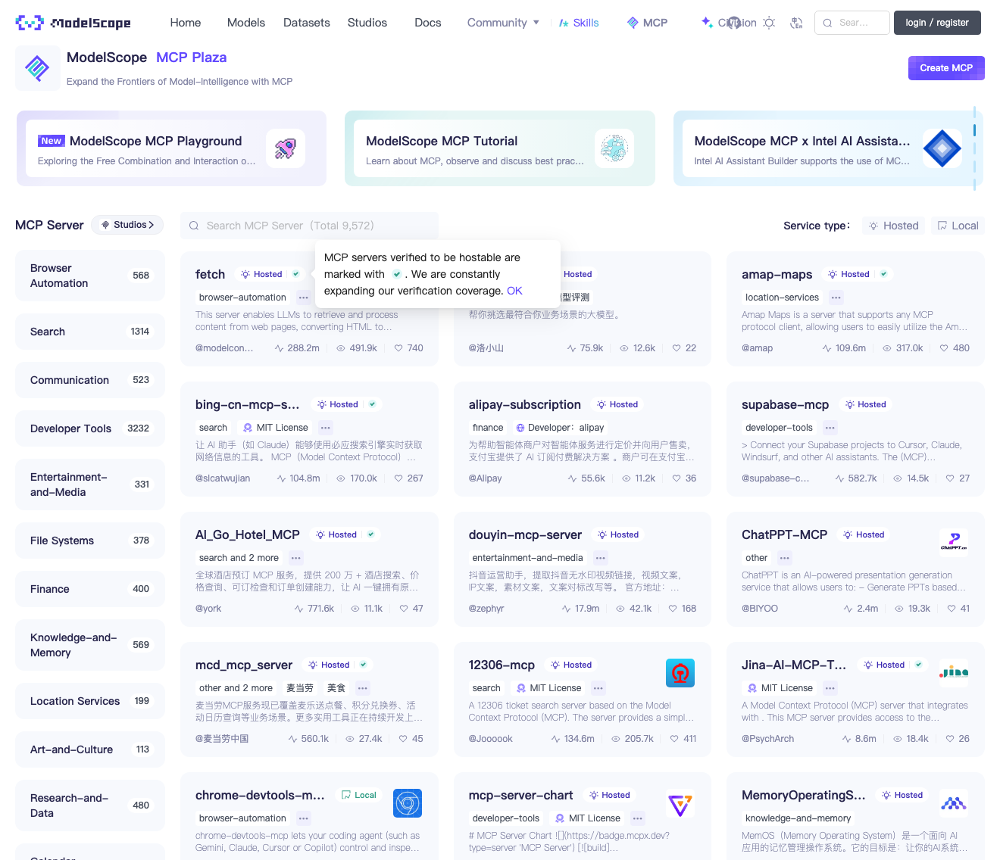 ModelScope
Home
Models
Datasets
Studios
Docs
Community
Skills
MCP
Sear...
login / register
ModelScope MCP Plaza
Expand the Frontiers of Model-Intelligence with MCP
Create MCP
New ModelScope MCP Playground
Exploring the Free Combination and Interaction o...
ModelScope MCP Tutorial
Learn about MCP, observe and discuss best prac...
ModelScope MCP x Intel AI Assista...
Intel AI Assistant Builder supports the use of MC...
MCP Server
Studios
Search MCP Server (Total 9,572)
Service type：
Hosted
Local
Browser
Automation
568
Search
1314
Communication
523
Developer Tools
3232
Entertainment-
and-Media
331
File Systems
378
Finance
400
Knowledge-and-
Memory
569
Location Services
199
Art-and-Culture
113
Research-and-
Data
480
MCP servers verified to be hostable are
marked with . We are constantly
expanding our verification coverage. OK
fetch Hosted
browser-automation ...
This server enables LLMs to retrieve and process
content from web pages, converting HTML to...
@modelcon... 288.2m 491.9k 740
Hosted
型评测
帮你挑选最符合你业务场景的大模型。
@洛小山 75.9k 12.6k 22
amap-maps Hosted
location-services ...
Amap Maps is a server that supports any MCP
protocol client, allowing users to easily utilize the Am...
@amap 109.6m 317.0k 480
bing-cn-mcp-s... Hosted
search MIT License ...
让 AI 助手（如 Claude）能够使用必应搜索引擎实时获取
网络信息的工具。 MCP（Model Context Protocol）...
@slcatwujian 104.8m 170.0k 267
alipay-subscription Hosted
finance Developer：alipay
为帮助智能体商户对智能体服务进行定价并向用户售卖，
支付宝提供了 AI 订阅付费解决方案 。商户可在支付宝...
@Alipay 55.6k 11.2k 36
supabase-mcp Hosted
developer-tools ...
> Connect your Supabase projects to Cursor, Claude,
Windsurf, and other AI assistants. The (MCP)...
@supabase-c... 582.7k 14.5k 27
AI_Go_Hotel_MCP Hosted
search and 2 more ...
全球酒店预订 MCP 服务，提供 200 万 + 酒店搜索、价
格查询、可订检查和订单创建能力，让 AI 一键拥有原...
@york 771.6k 11.1k 47
douyin-mcp-server Hosted
entertainment-and-media ...
抖音运营助手，提取抖音无水印视频链接，视频文案，
IP文案，素材文案，文案对标改写等。 官方地址：...
@zephyr 17.9m 42.1k 168
ChatPPT-MCP Hosted
ChatPPT.cn
other ...
ChatPPT is an AI-powered presentation generation
service that allows users to: - Generate PPTs based...
@BIYOO 2.4m 19.3k 41
mcd_mcp_server Hosted
other and 2 more 麦当劳 美食 ...
麦当劳MCP服务现已覆盖麦乐送点餐、积分兑换券、活
动日历查询等业务场景。更多实用工具正在持续开发上...
@麦当劳中国 560.1k 27.4k 45
12306-mcp Hosted
search MIT License ...
A 12306 ticket search server based on the Model
Context Protocol (MCP). The server provides a simpl...
@Joooook 134.6m 205.7k 411
Jina-AI-MCP-T... Hosted
Jina
MIT License ...
A Model Context Protocol (MCP) server that integrates
with . This MCP server provides access to the...
@PsychArch 8.6m 18.4k 26
chrome-devtools-m... Local
browser-automation ...
chrome-devtools-mcp lets your coding agent (such as
Gemini, Claude, Cursor or Copilot) control and inspe...
mcp-server-chart Hosted
developer-tools MIT License ...
# MCP Server Chart ![](https://badge.mcpx.dev?
type=server 'MCP Server') [![build]...
MemoryOperatingS... Hosted
knowledge-and-memory
MemOS（Memory Operating System）是一个面向 AI
应用的记忆管理操作系统。它的目标是：让你的AI系统...